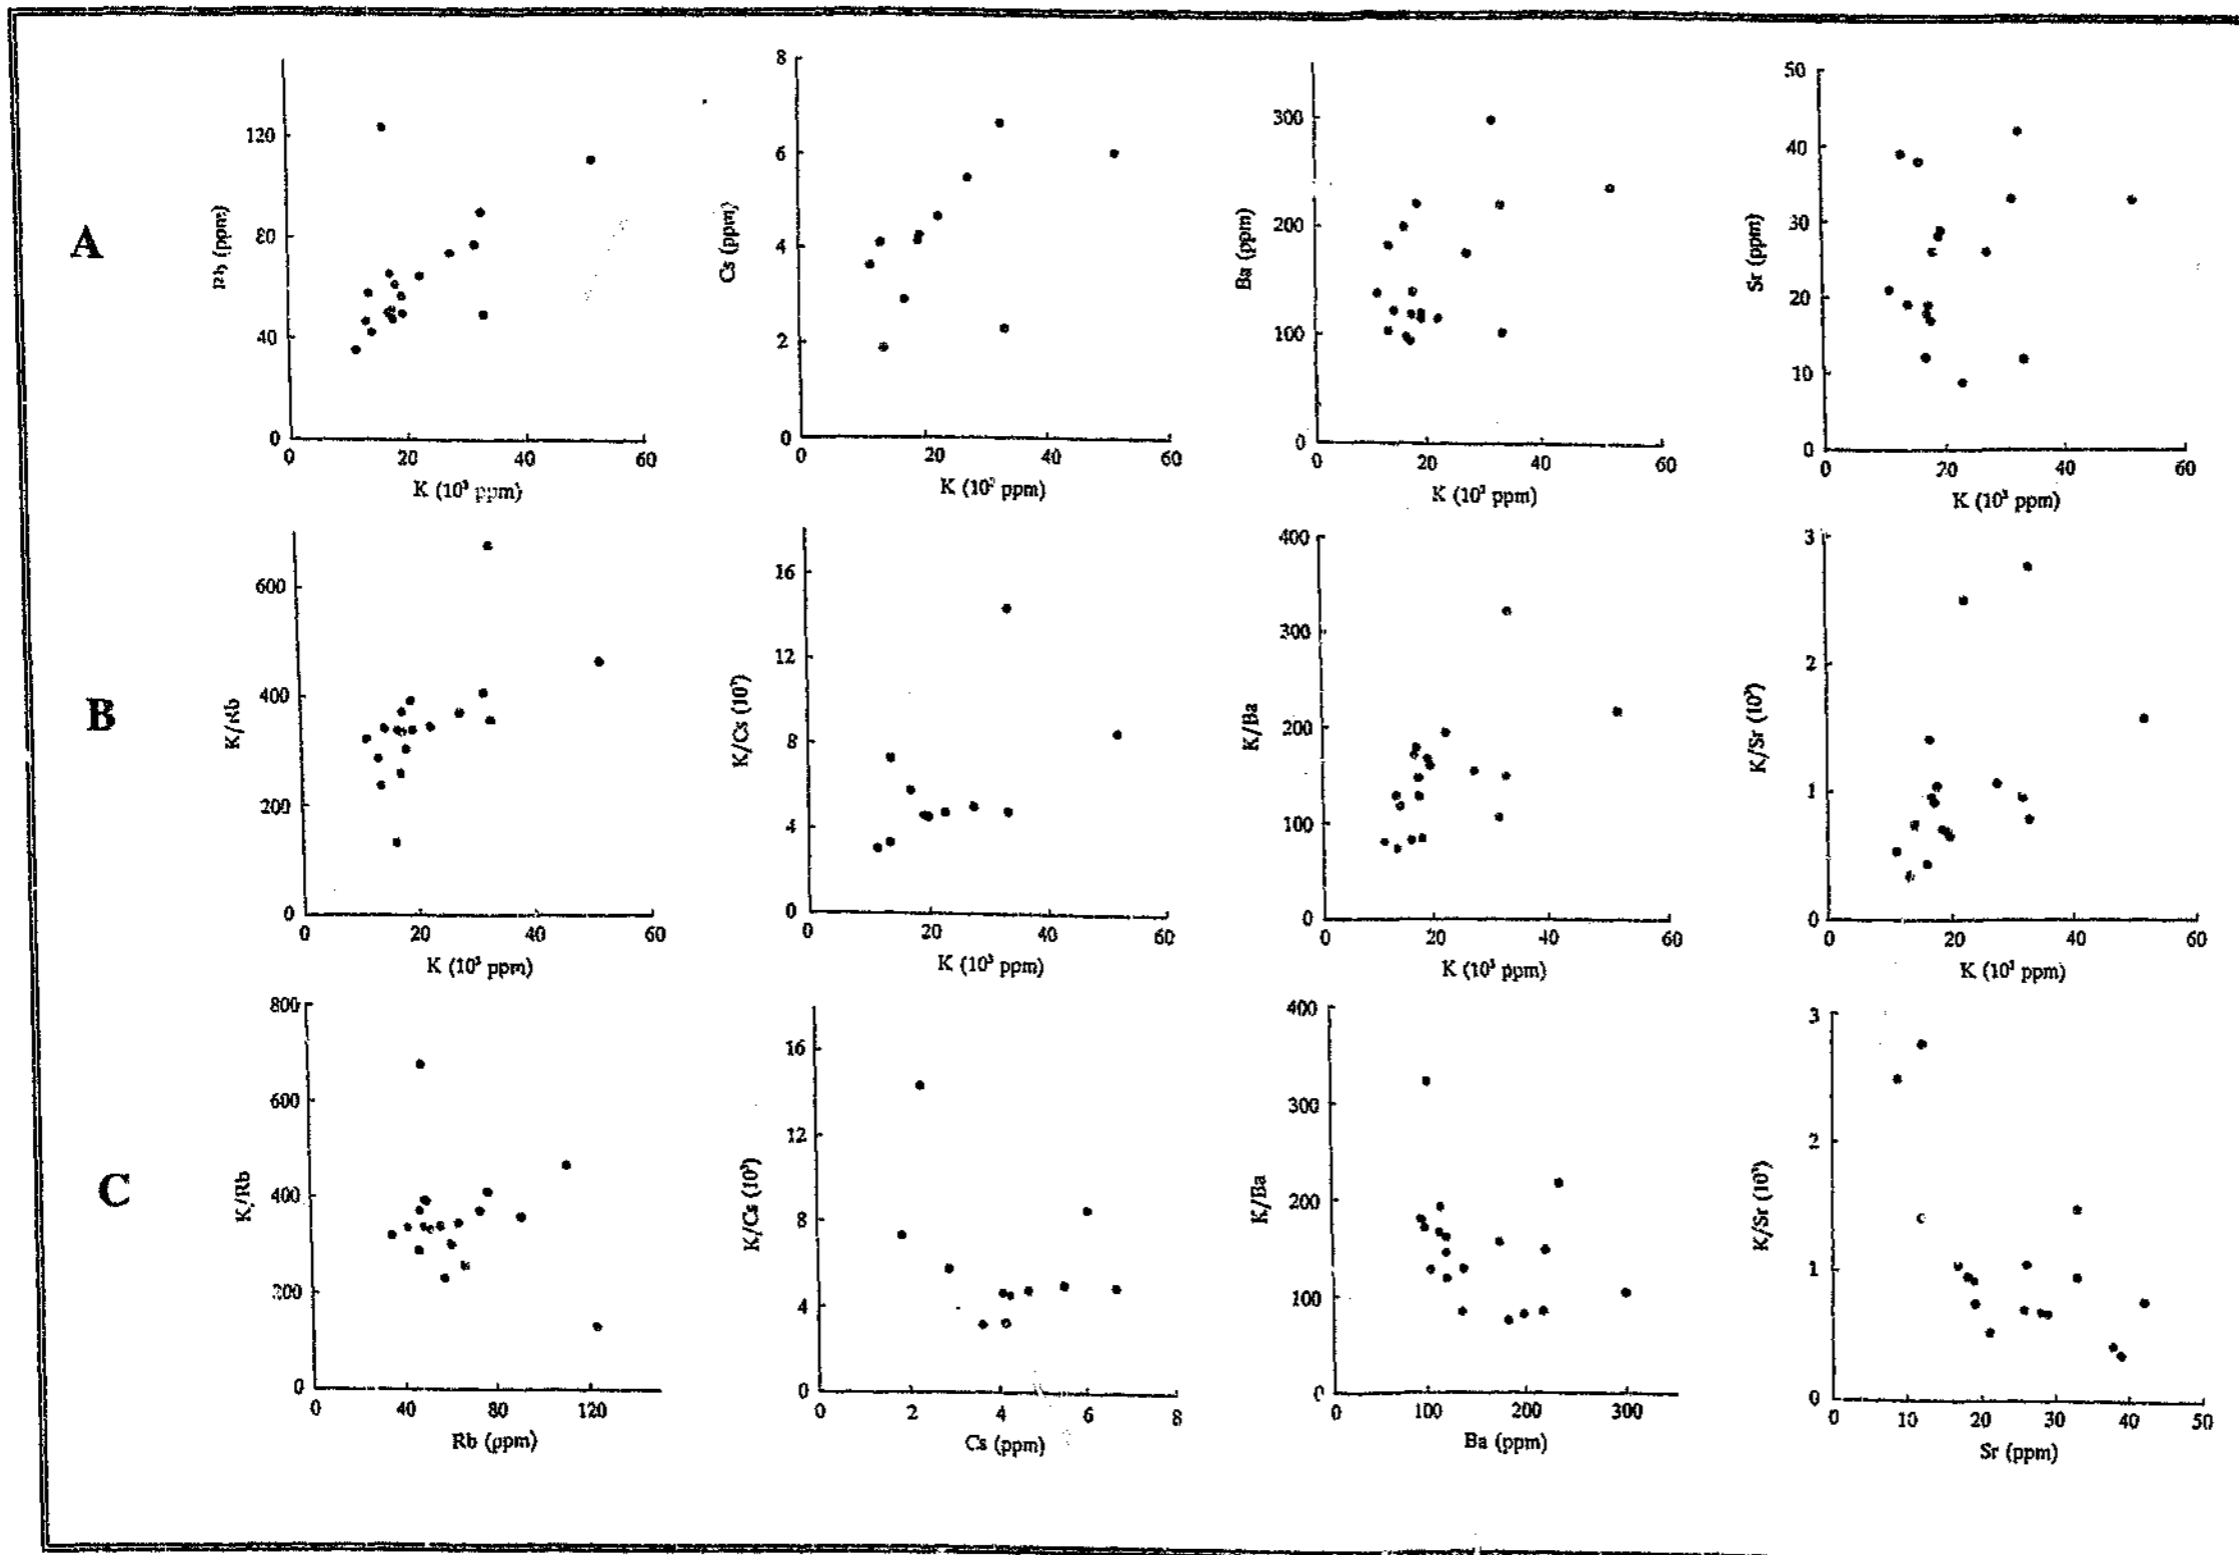 A
120
80
40
0
0 20 40 60
Rb (ppm)
K (10³ ppm)
8
6
4
2
0
0 20 40 60
Cs (ppm)
K (10³ ppm)
300
200
100
0
0 20 40 60
Ba (ppm)
K (10³ ppm)
50
40
30
20
10
0
0 20 40 60
Sr (ppm)
K (10³ ppm)
B
600
400
200
0
0 20 40 60
K/Rb
K (10³ ppm)
16
12
8
4
0
0 20 40 60
K/Cs (10³)
K (10³ ppm)
400
300
200
100
0
0 20 40 60
K/Ba
K (10³ ppm)
3
2
1
0
0 20 40 60
K/Sr (10³)
K (10³ ppm)
C
800
600
400
200
0
0 40 80 120
K/Rb
Rb (ppm)
16
12
8
4
0
0 2 4 6 8
K/Cs (10³)
Cs (ppm)
400
300
200
100
0
0 100 200 300
K/Ba
Ba (ppm)
3
2
1
0
0 10 20 30 40 50
K/Sr (10³)
Sr (ppm)